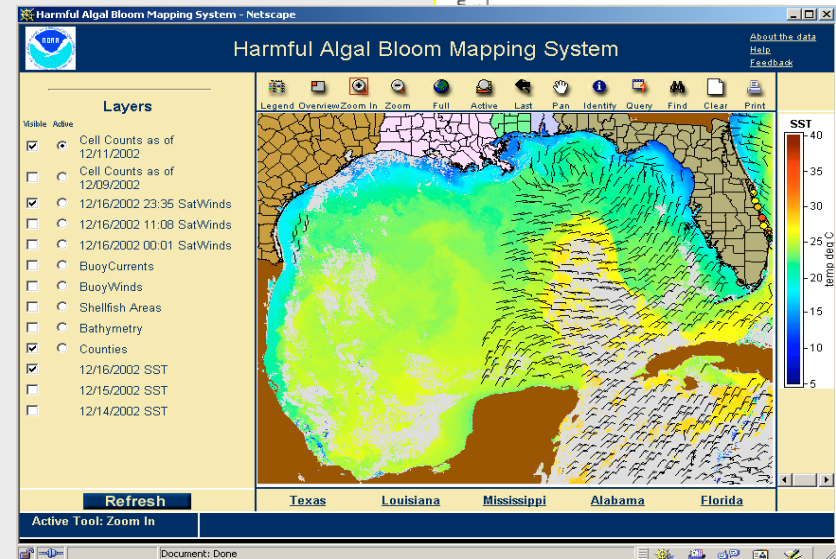 Harmful Algal Bloom Mapping System - Netscape
NOAA
Harmful Algal Bloom Mapping System
About the data
Help
Feedback
Layers
Visible Active
Cell Counts as of
12/11/2002
Cell Counts as of
12/09/2002
12/16/2002 23:35 SatWinds
12/16/2002 11:08 SatWinds
12/16/2002 00:01 SatWinds
BuoyCurrents
BuoyWinds
Shellfish Areas
Bathymetry
Counties
12/16/2002 SST
12/15/2002 SST
12/14/2002 SST
Refresh
Legend Overview Zoom In Zoom Full Active Last Pan Identify Query Find Clear Print
SST
40
35
30
25
20
15
10
5
temp deg C
Texas Louisiana Mississippi Alabama Florida
Active Tool: Zoom In
Document: Done